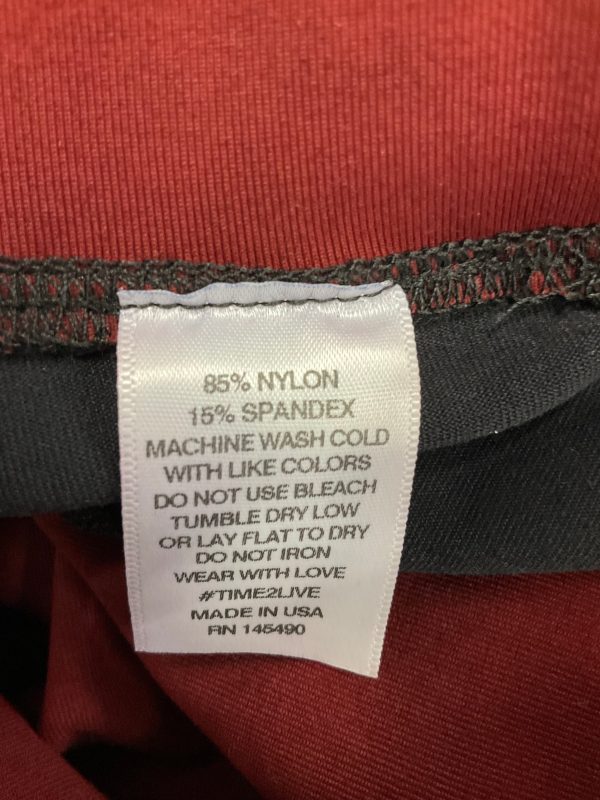 85% NYLON
15% SPANDEX
MACHINE WASH COLD
WITH LIKE COLORS
DO NOT USE BLEACH
TUMBLE DRY LOW
OR LAY FLAT TO DRY
DO NOT IRON
WEAR WITH LOVE
#TIME2LIVE
MADE IN USA
RN 145490